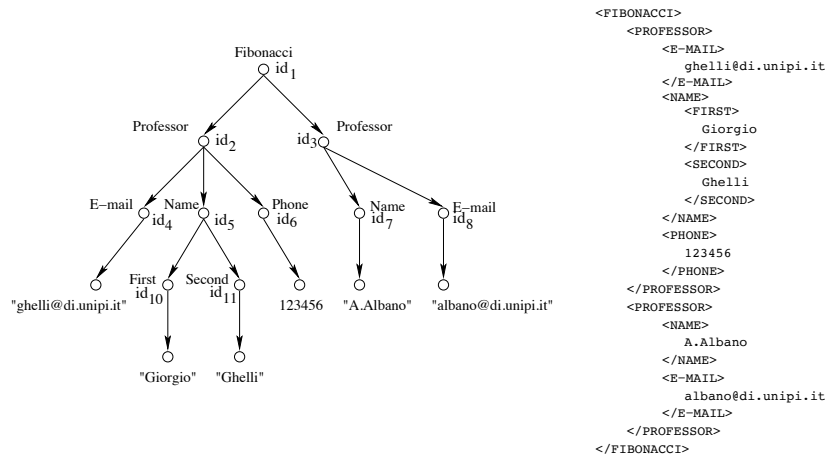 Fibonacci
id1
Professor
id2
id3
Professor
E-mail
id4
Name
id5
Phone
id6
Name
id7
E-mail
id8
"ghelli@di.unipi.it"
First
id10
Second
id11
123456
"A.Albano"
"albano@di.unipi.it"
"Giorgio"
"Ghelli"
<FIBONACCI>
<PROFESSOR>
<E-MAIL>
ghelli@di.unipi.it
</E-MAIL>
<NAME>
<FIRST>
Giorgio
</FIRST>
<SECOND>
Ghelli
</SECOND>
</NAME>
<PHONE>
123456
</PHONE>
</PROFESSOR>
<PROFESSOR>
<NAME>
A.Albano
</NAME>
<E-MAIL>
albano@di.unipi.it
</E-MAIL>
</PROFESSOR>
</FIBONACCI>